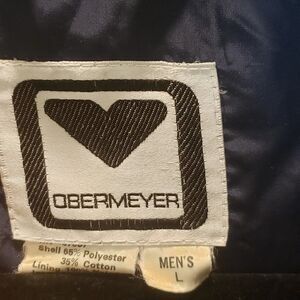 OBERMEYER
Shell 65% Polyester
35% Cotton
Lining
MEN'S
L